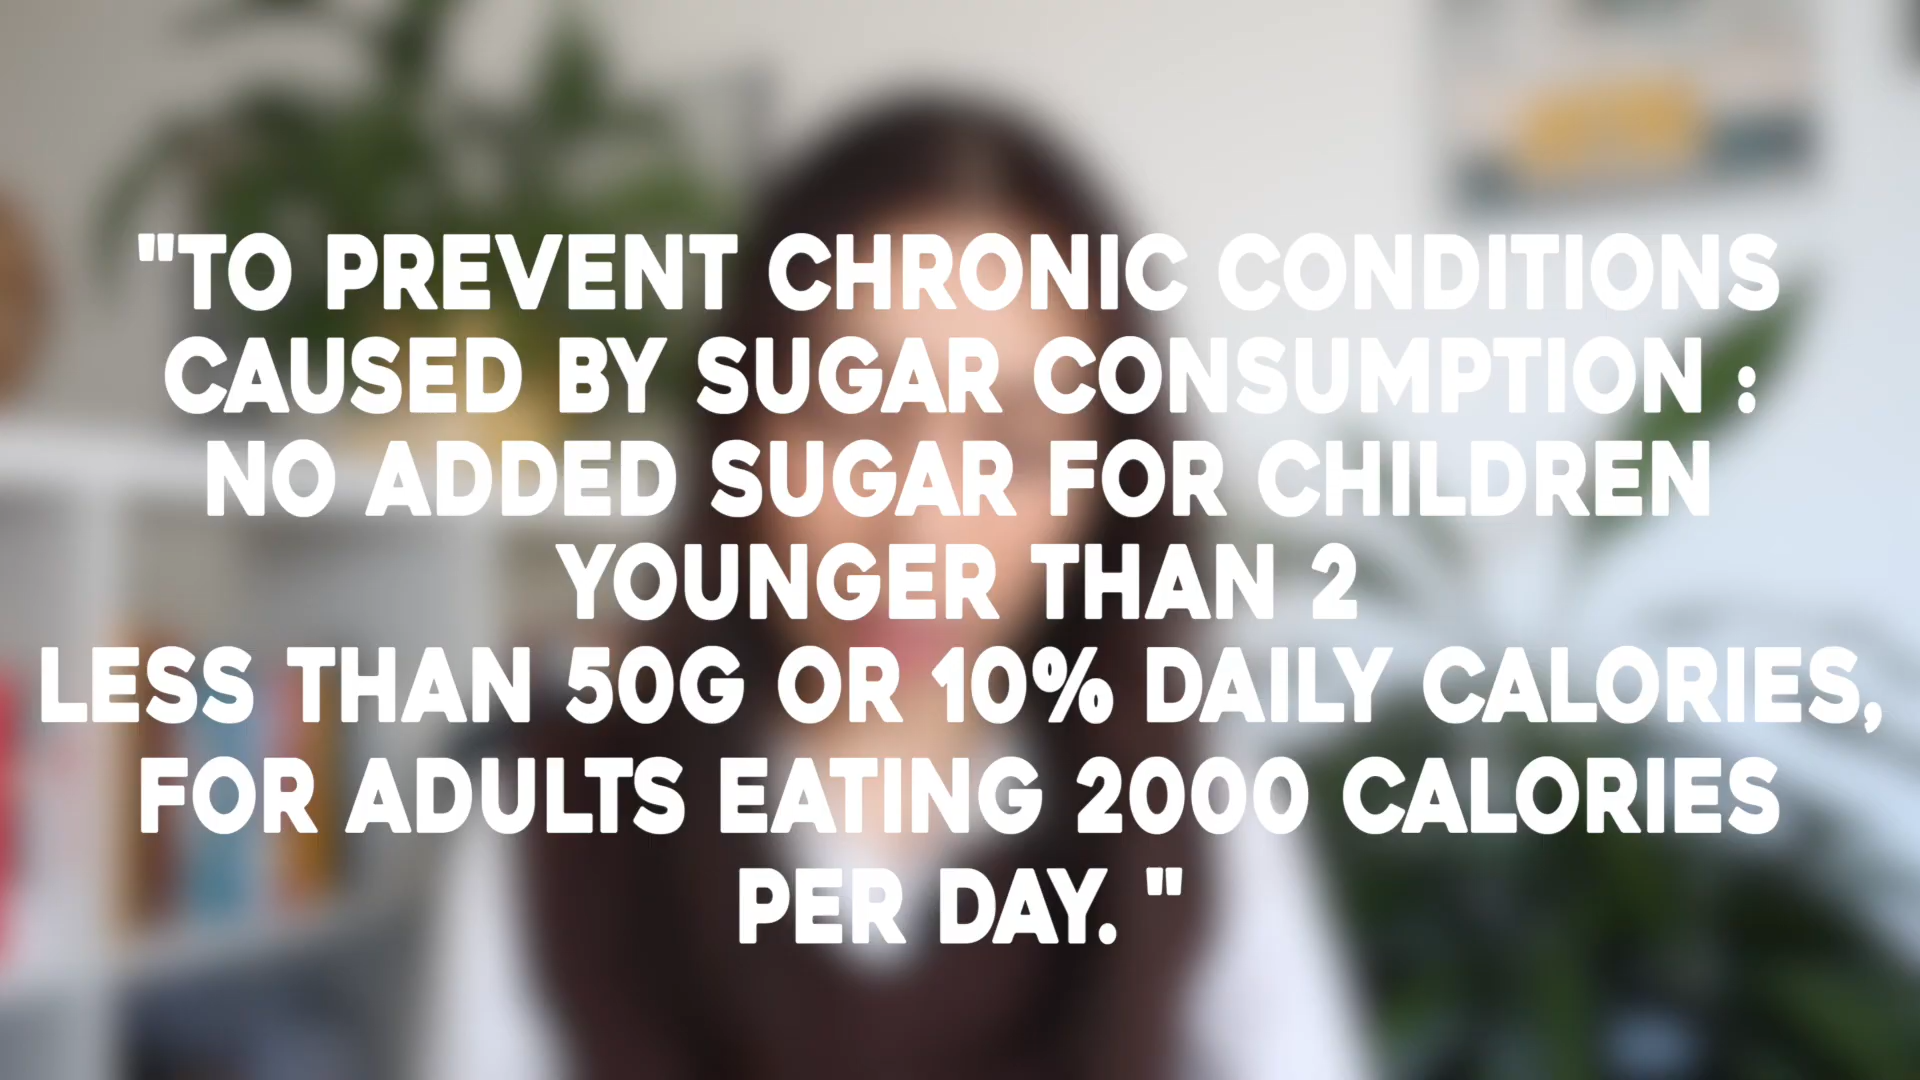 "TO PREVENT CHRONIC CONDITIONS
CAUSED BY SUGAR CONSUMPTION :
NO ADDED SUGAR FOR CHILDREN
YOUNGER THAN 2
LESS THAN 50G OR 10% DAILY CALORIES,
FOR ADULTS EATING 2000 CALORIES
PER DAY. "